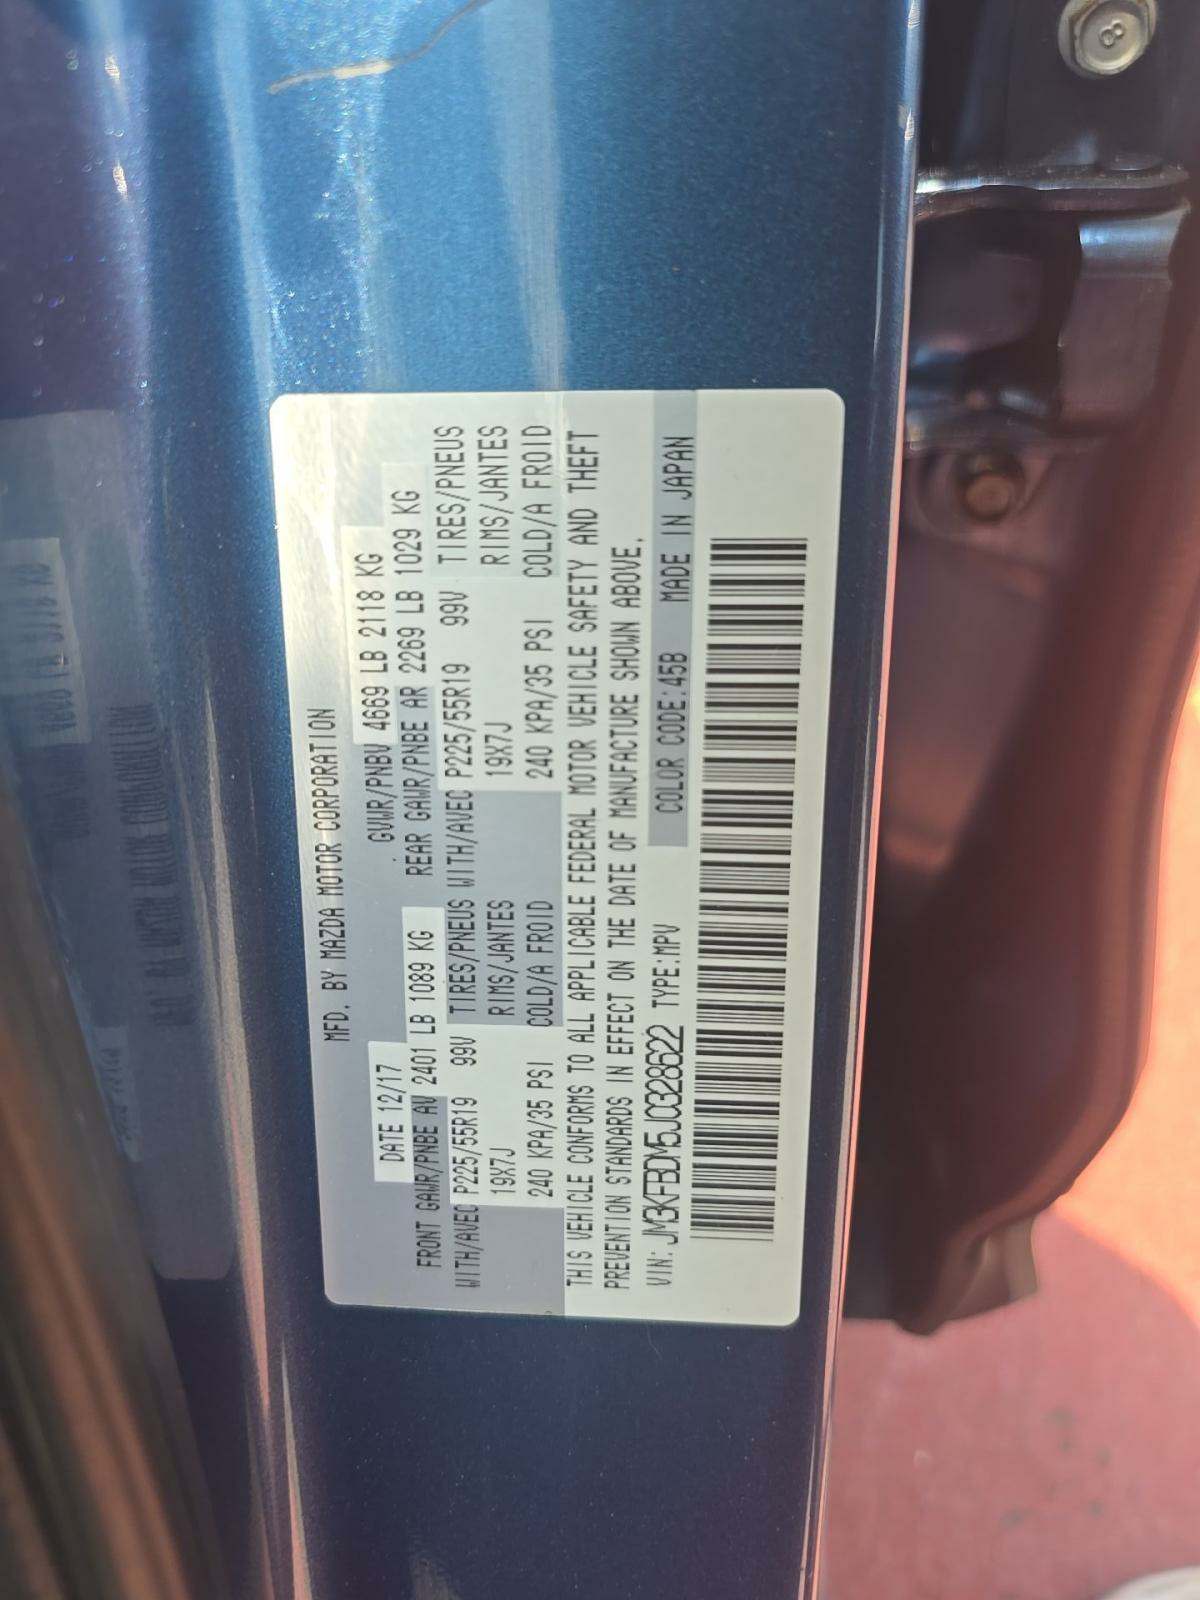 MFD. BY MAZDA MOTOR CORPORATION
DATE 12/17 GVWR/PNBV 4669 LB 2118 KG
FRONT GAWR/PNBE AV 2401 LB 1089 KG REAR GAWR/PNBE AR 2269 LB 1029 KG
WITH/AVEC P225/55R19 99V TIRES/PNEUS WITH/AVEC P225/55R19 99V TIRES/PNEUS
19X7J RIMS/JANTES 19X7J RIMS/JANTES
240 KPA/35 PSI COLD/A FROID 240 KPA/35 PSI COLD/A FROID
THIS VEHICLE CONFORMS TO ALL APPLICABLE FEDERAL MOTOR VEHICLE SAFETY AND THEFT
PREVENTION STANDARDS IN EFFECT ON THE DATE OF MANUFACTURE SHOWN ABOVE.
VIN: JM3KFBDM5J0328622 TYPE:MPV COLOR CODE:45B MADE IN JAPAN
8